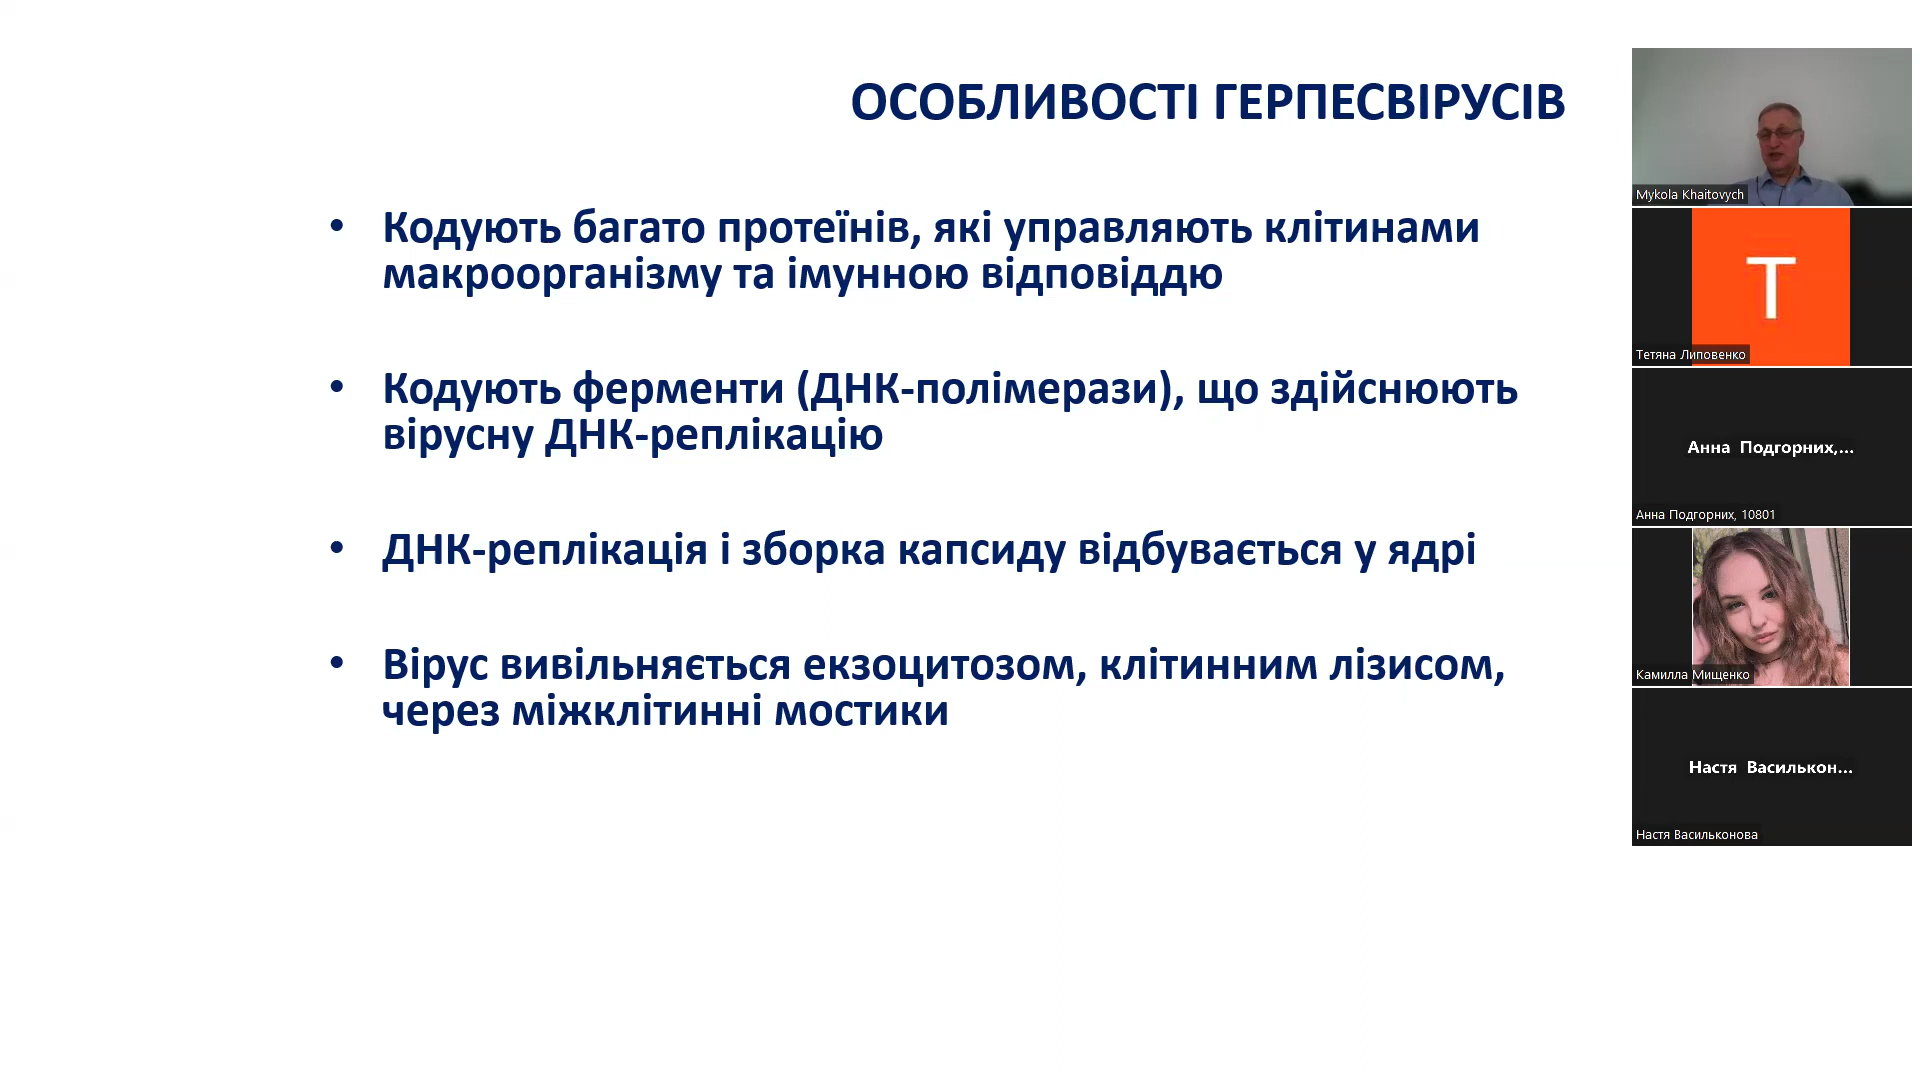 ОСОБЛИВОСТІ ГЕРПЕСВІРУСІВ
• Кодують багато протеїнів, які управляють клітинами
макроорганізму та імунною відповіддю
• Кодують ферменти (ДНК-полімерази), що здійснюють
вірусну ДНК-реплікацію
• ДНК-реплікація і зборка капсиду відбувається у ядрі
• Вірус вивільняється екзоцитозом, клітинним лізисом,
через міжклітинні мостики
Mykola Khaitovych
Т
Тетяна Липовенко
Анна Подгорних,...
Анна Подгорних, 10801
Камилла Мищенко
Настя Василькон...
Настя Васильконова